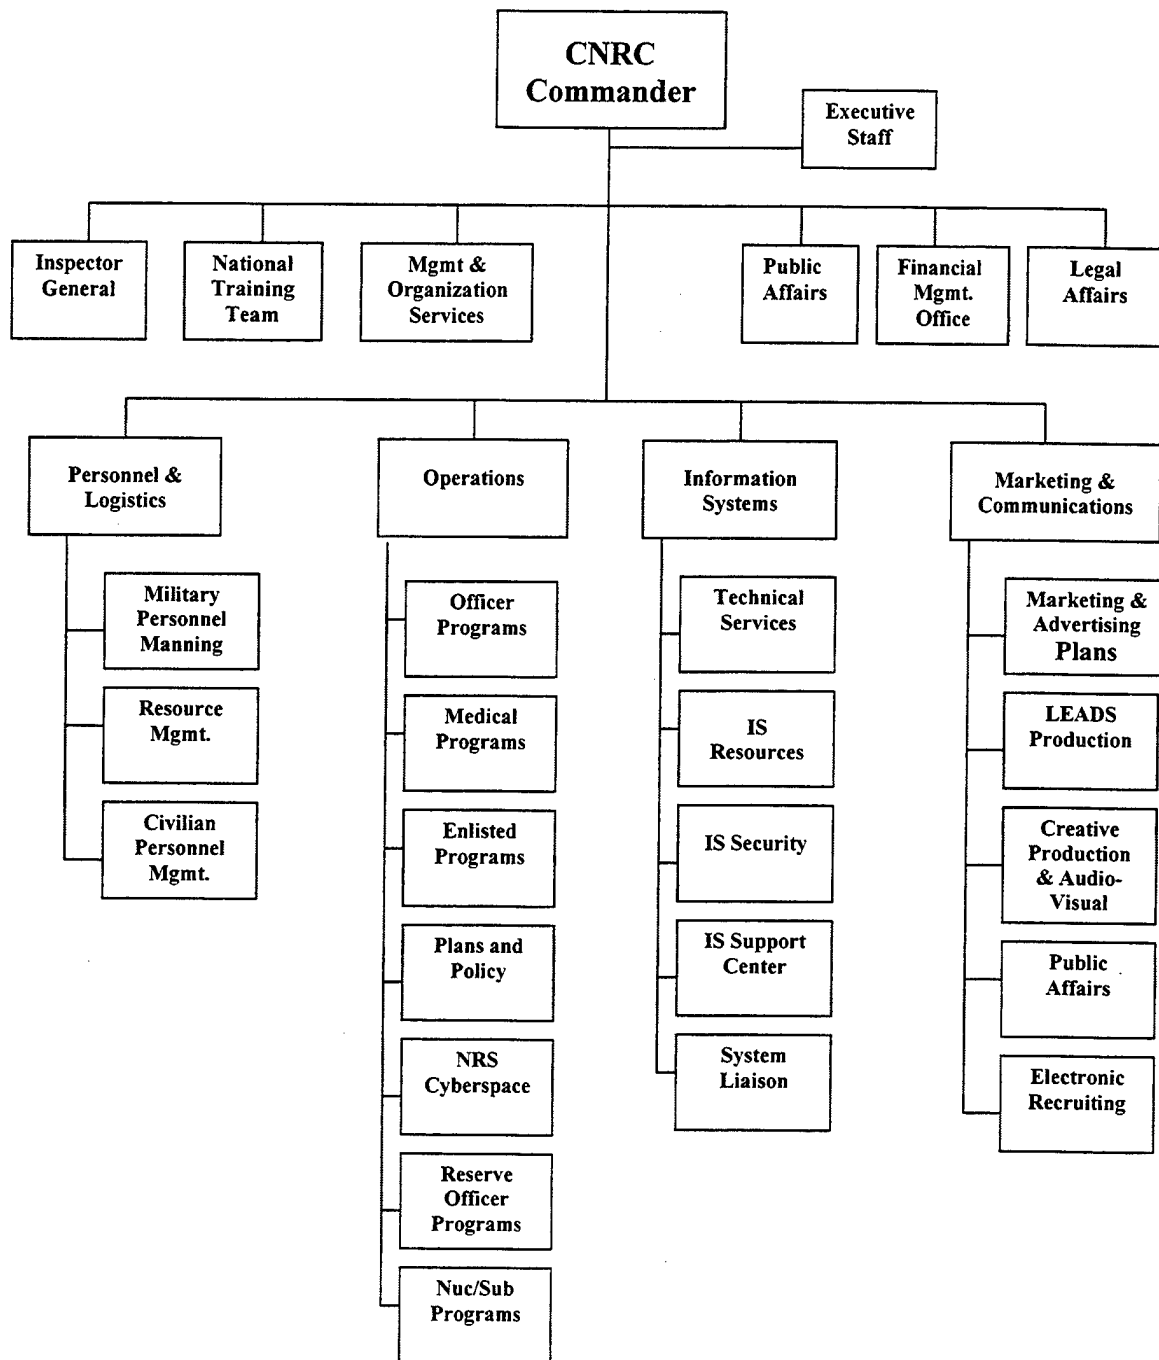 CNRC
Commander
Executive
Staff
Inspector
General
National
Training
Team
Mgmt &
Organization
Services
Public
Affairs
Financial
Mgmt.
Office
Legal
Affairs
Personnel &
Logistics
Military
Personnel
Manning
Resource
Mgmt.
Civilian
Personnel
Mgmt.
Operations
Officer
Programs
Medical
Programs
Enlisted
Programs
Plans and
Policy
NRS
Cyberspace
Reserve
Officer
Programs
Nuc/Sub
Programs
Information
Systems
Technical
Services
IS
Resources
IS Security
IS Support
Center
System
Liaison
Marketing &
Communications
Marketing &
Advertising
Plans
LEADS
Production
Creative
Production
& Audio-
Visual
Public
Affairs
Electronic
Recruiting